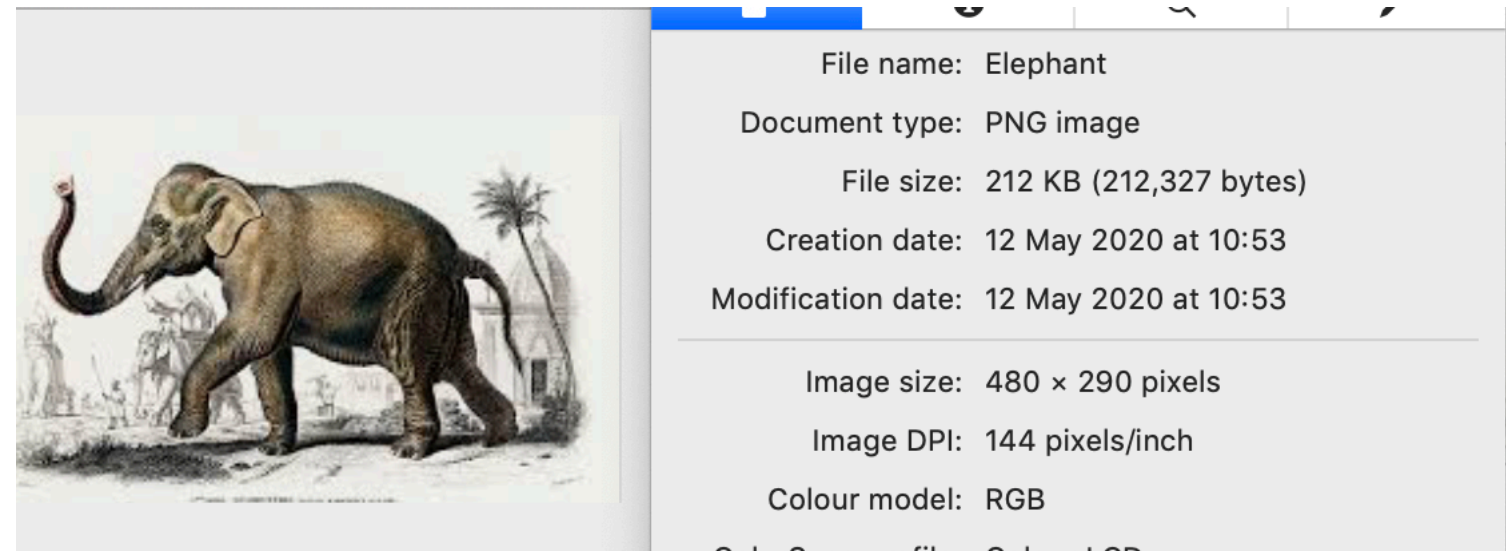 File name: Elephant
Document type: PNG image
File size: 212 KB (212,327 bytes)
Creation date: 12 May 2020 at 10:53
Modification date: 12 May 2020 at 10:53
Image size: 480 × 290 pixels
Image DPI: 144 pixels/inch
Colour model: RGB